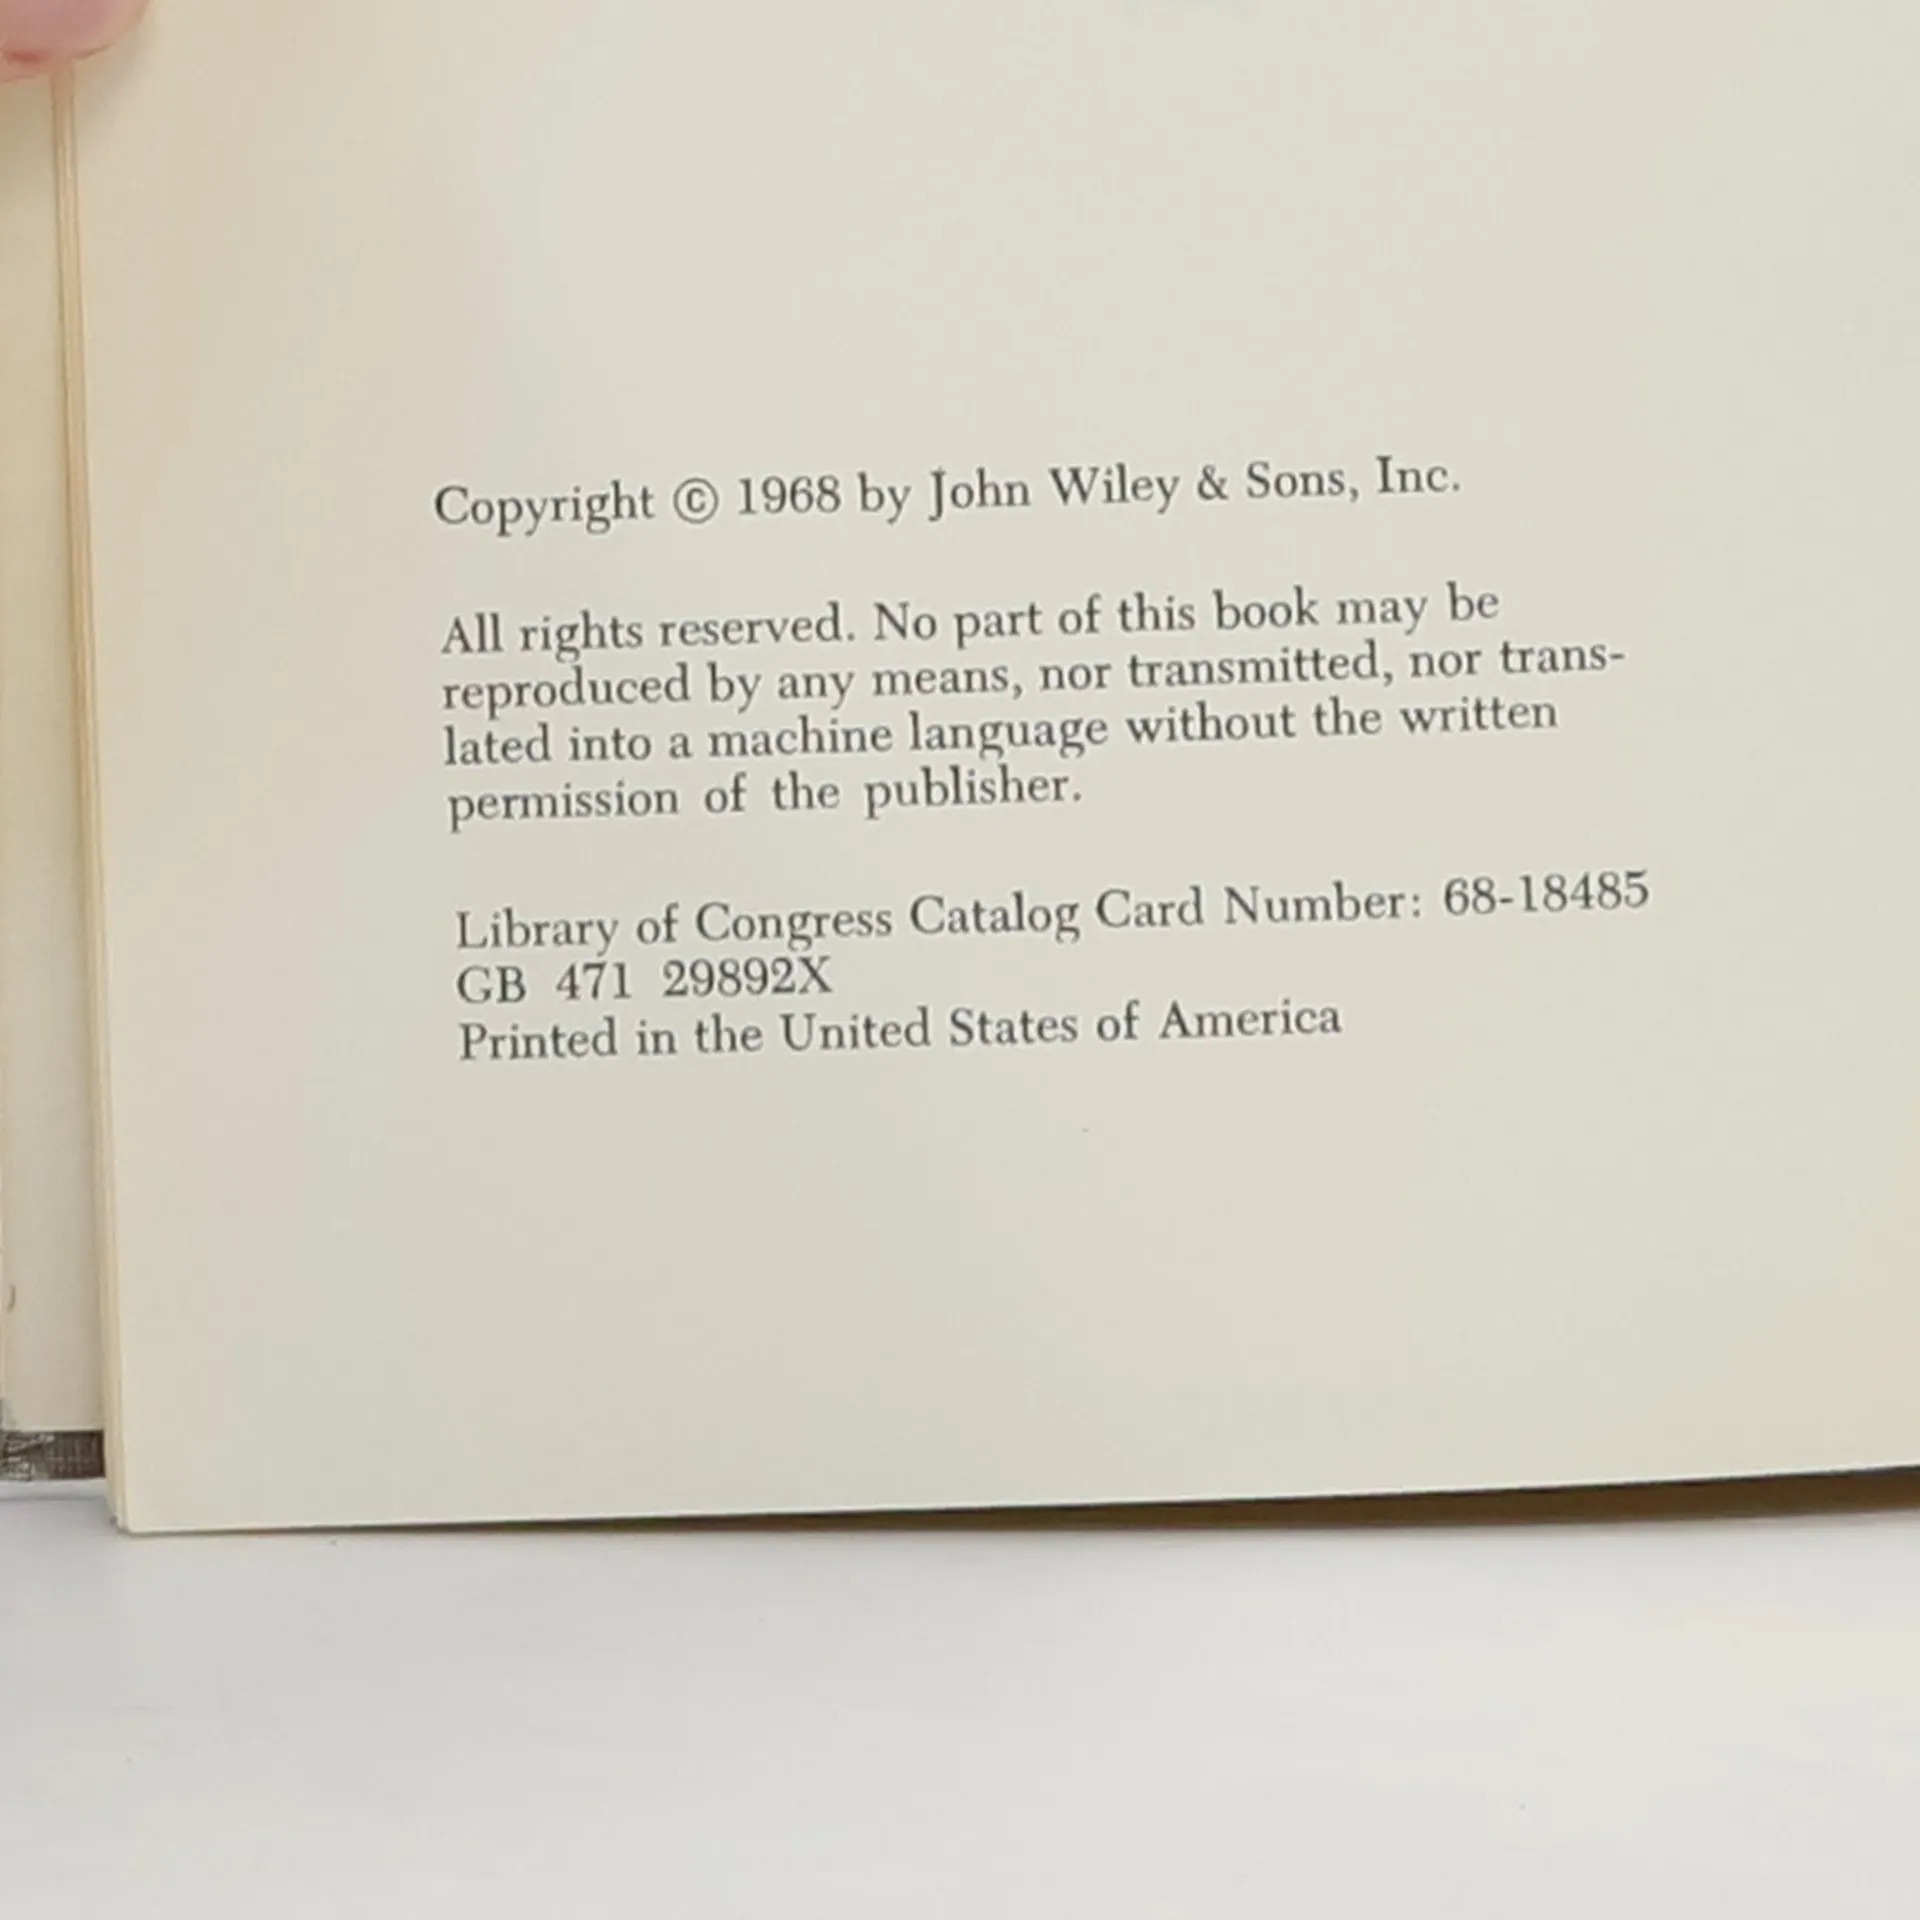 Copyright © 1968 by John Wiley & Sons, Inc.
All rights reserved. No part of this book may be
reproduced by any means, nor transmitted, nor trans-
lated into a machine language without the written
permission of the publisher.
Library of Congress Catalog Card Number: 68-18485
GB 471 29892X
Printed in the United States of America